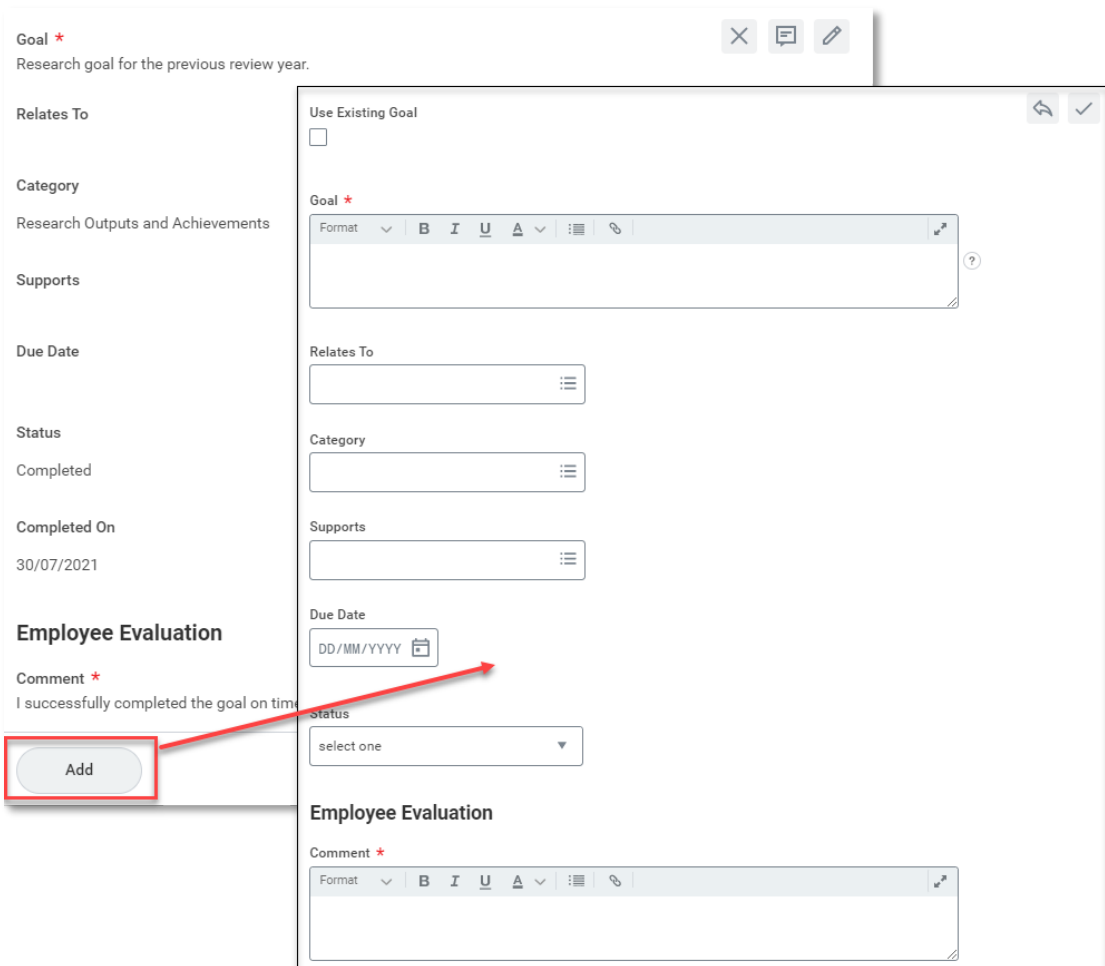 Goal *
Research goal for the previous review year.
Relates To
Category
Research Outputs and Achievements
Supports
Due Date
Status
Completed
Completed On
30/07/2021
Employee Evaluation
Comment *
I successfully completed the goal on time
Add
Use Existing Goal
Goal *
Format B I U A
?
Relates To
Category
Supports
Due Date
DD/MM/YYYY
Status
select one
Employee Evaluation
Comment *
Format B I U A